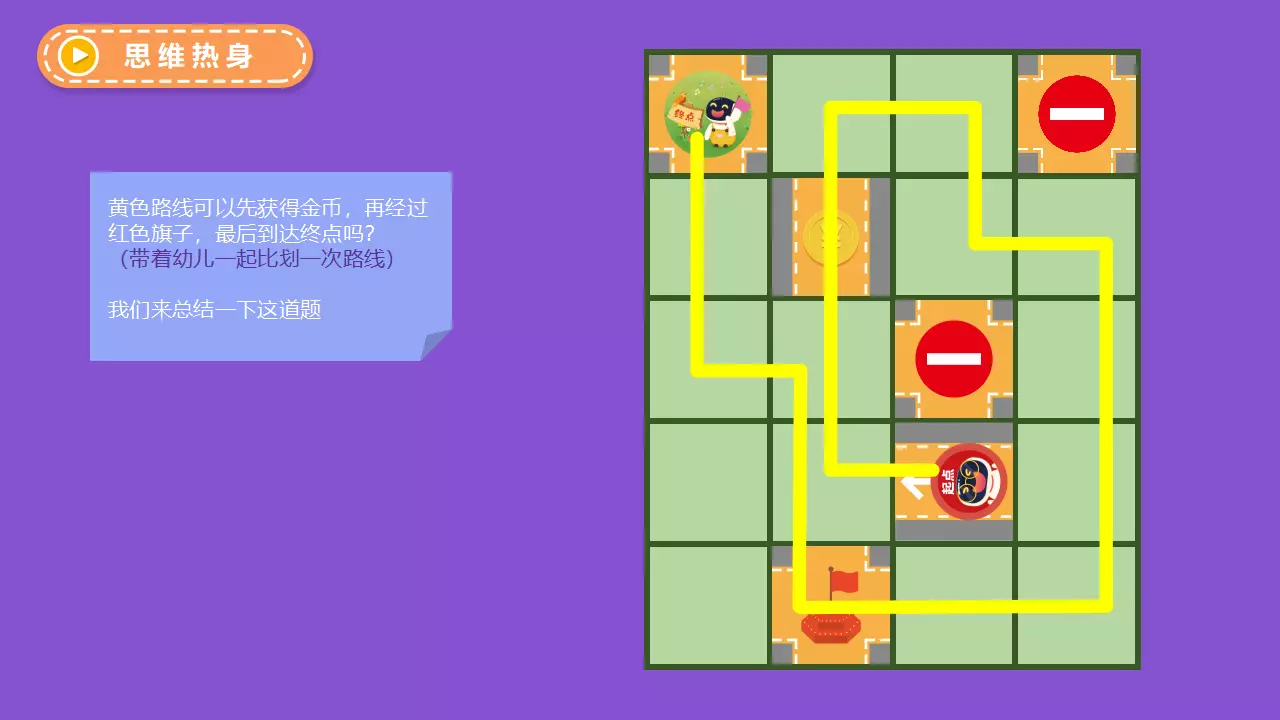 思维热身
黄色路线可以先获得金币，再经过
红色旗子，最后到达终点吗？
（带着幼儿一起比划一次路线）
我们来总结一下这道题
终点
起点